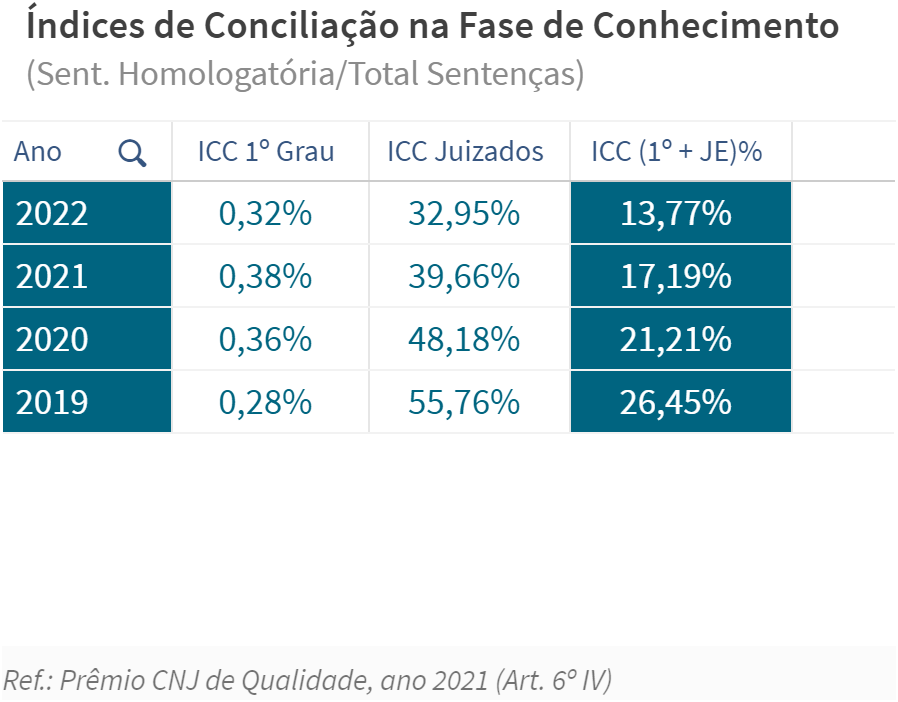 Índices de Conciliação na Fase de Conhecimento
(Sent. Homologatória/Total Sentenças)
Ano ICC 1º Grau ICC Juizados ICC (1º + JE)%
2022 0,32% 32,95% 13,77%
2021 0,38% 39,66% 17,19%
2020 0,36% 48,18% 21,21%
2019 0,28% 55,76% 26,45%
Ref.: Prêmio CNJ de Qualidade, ano 2021 (Art. 6º IV)